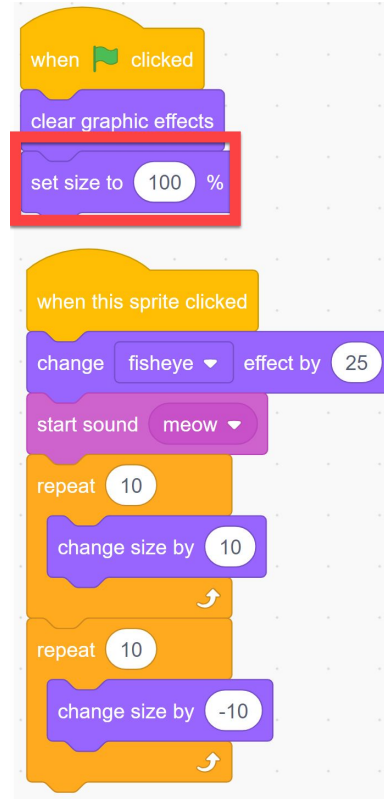 when clicked
clear graphic effects
set size to 100 %
when this sprite clicked
change fisheye effect by 25
start sound meow
repeat 10
change size by 10
repeat 10
change size by -10